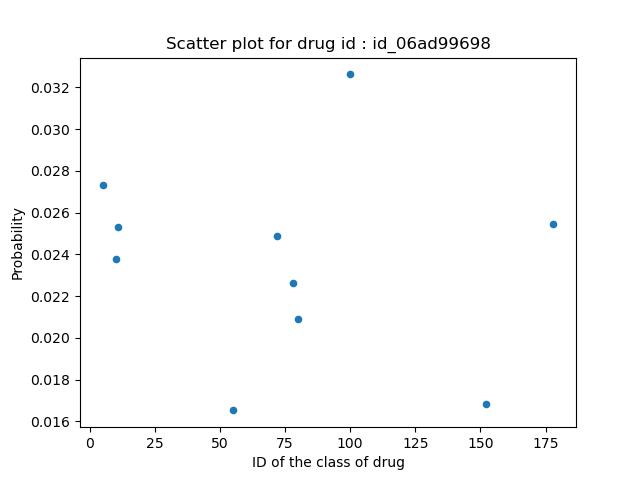 Scatter plot for drug id : id_06ad99698
0.032
0.030
0.028
0.026
0.024
0.022
0.020
0.018
0.016
Probability
0 25 50 75 100 125 150 175
ID of the class of drug